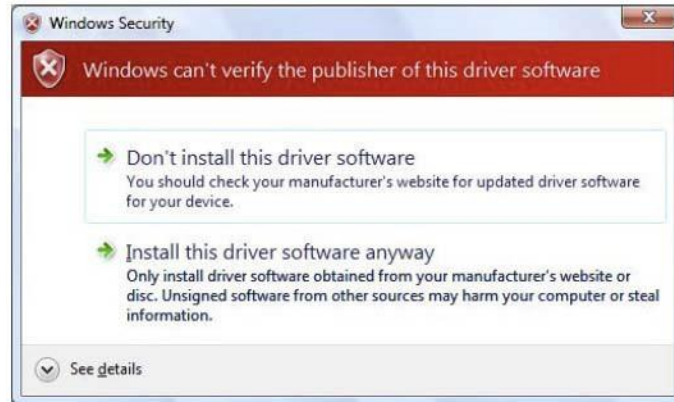 Windows Security
Windows can't verify the publisher of this driver software
Don't install this driver software
You should check your manufacturer's website for updated driver software
for your device.
Install this driver software anyway
Only install driver software obtained from your manufacturer's website or
disc. Unsigned software from other sources may harm your computer or steal
information.
See details